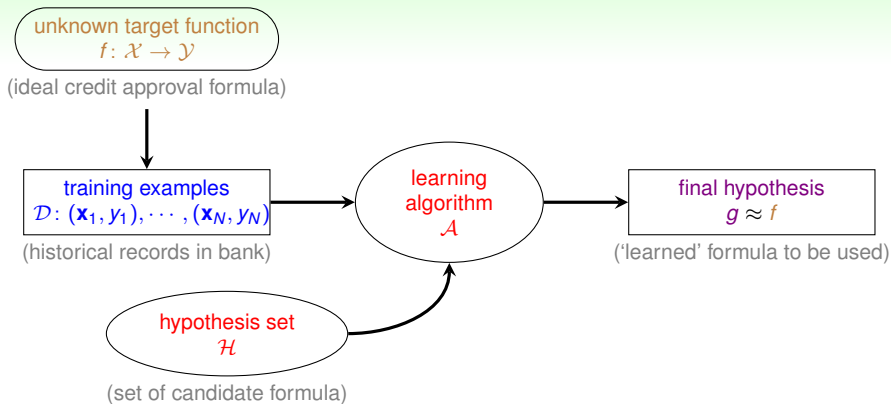 unknown target function
f: 𝒳 → 𝒴
(ideal credit approval formula)
training examples
𝒟: (𝐱₁, y₁), ⋯ , (𝐱_N, y_N)
(historical records in bank)
learning
algorithm
𝒜
final hypothesis
g ≈ f
(‘learned’ formula to be used)
hypothesis set
ℋ
(set of candidate formula)